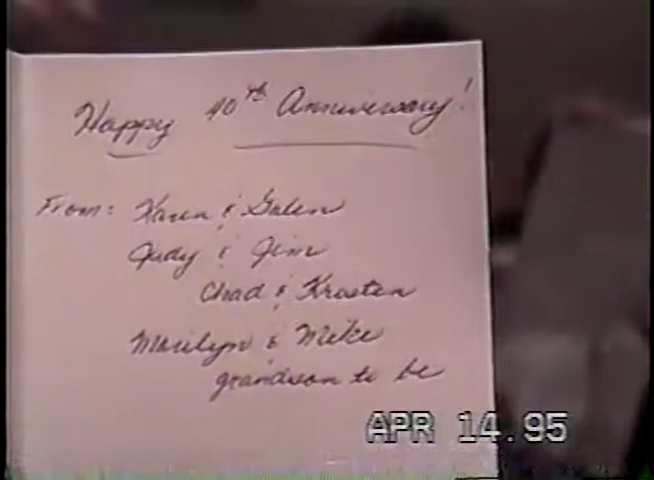 Happy 40th Anniversary!
From: Karen & Galen
Judy & Jim
Chad & Kristen
Marilyn & Mike
grandson to be
APR 14.95